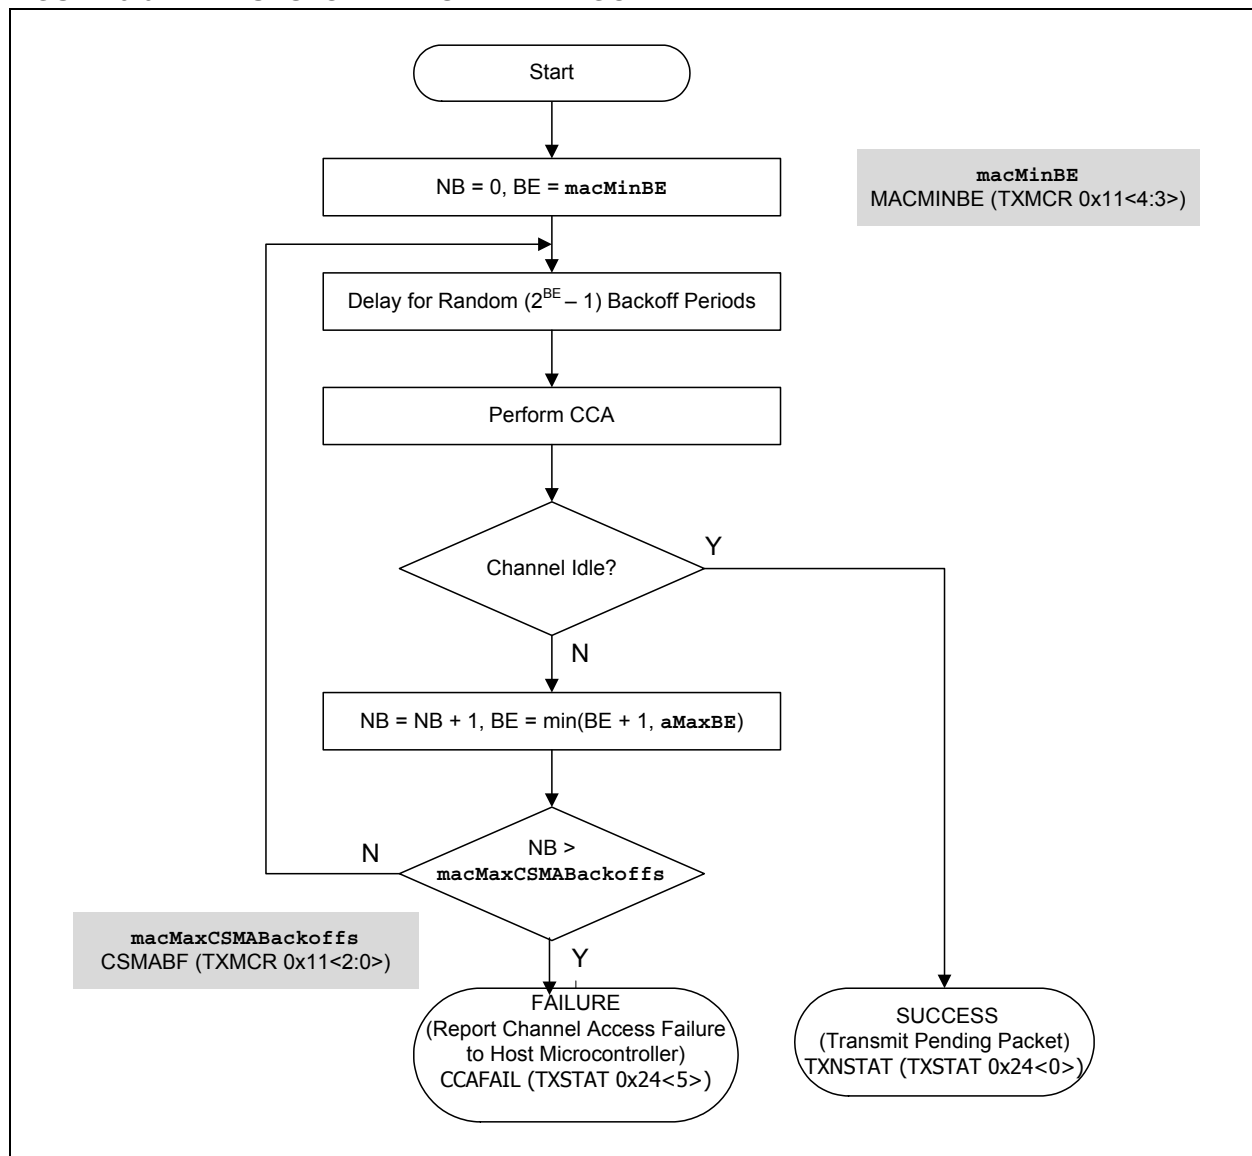 Start
NB = 0, BE = macMinBE
macMinBE
MACMINBE (TXMCR 0x11<4:3>)
Delay for Random (2^BE – 1) Backoff Periods
Perform CCA
Channel Idle?
Y
N
NB = NB + 1, BE = min(BE + 1, aMaxBE)
NB >
macMaxCSMABackoffs
N
Y
macMaxCSMABackoffs
CSMABF (TXMCR 0x11<2:0>)
FAILURE
(Report Channel Access Failure
to Host Microcontroller)
CCAFAIL (TXSTAT 0x24<5>)
SUCCESS
(Transmit Pending Packet)
TXNSTAT (TXSTAT 0x24<0>)